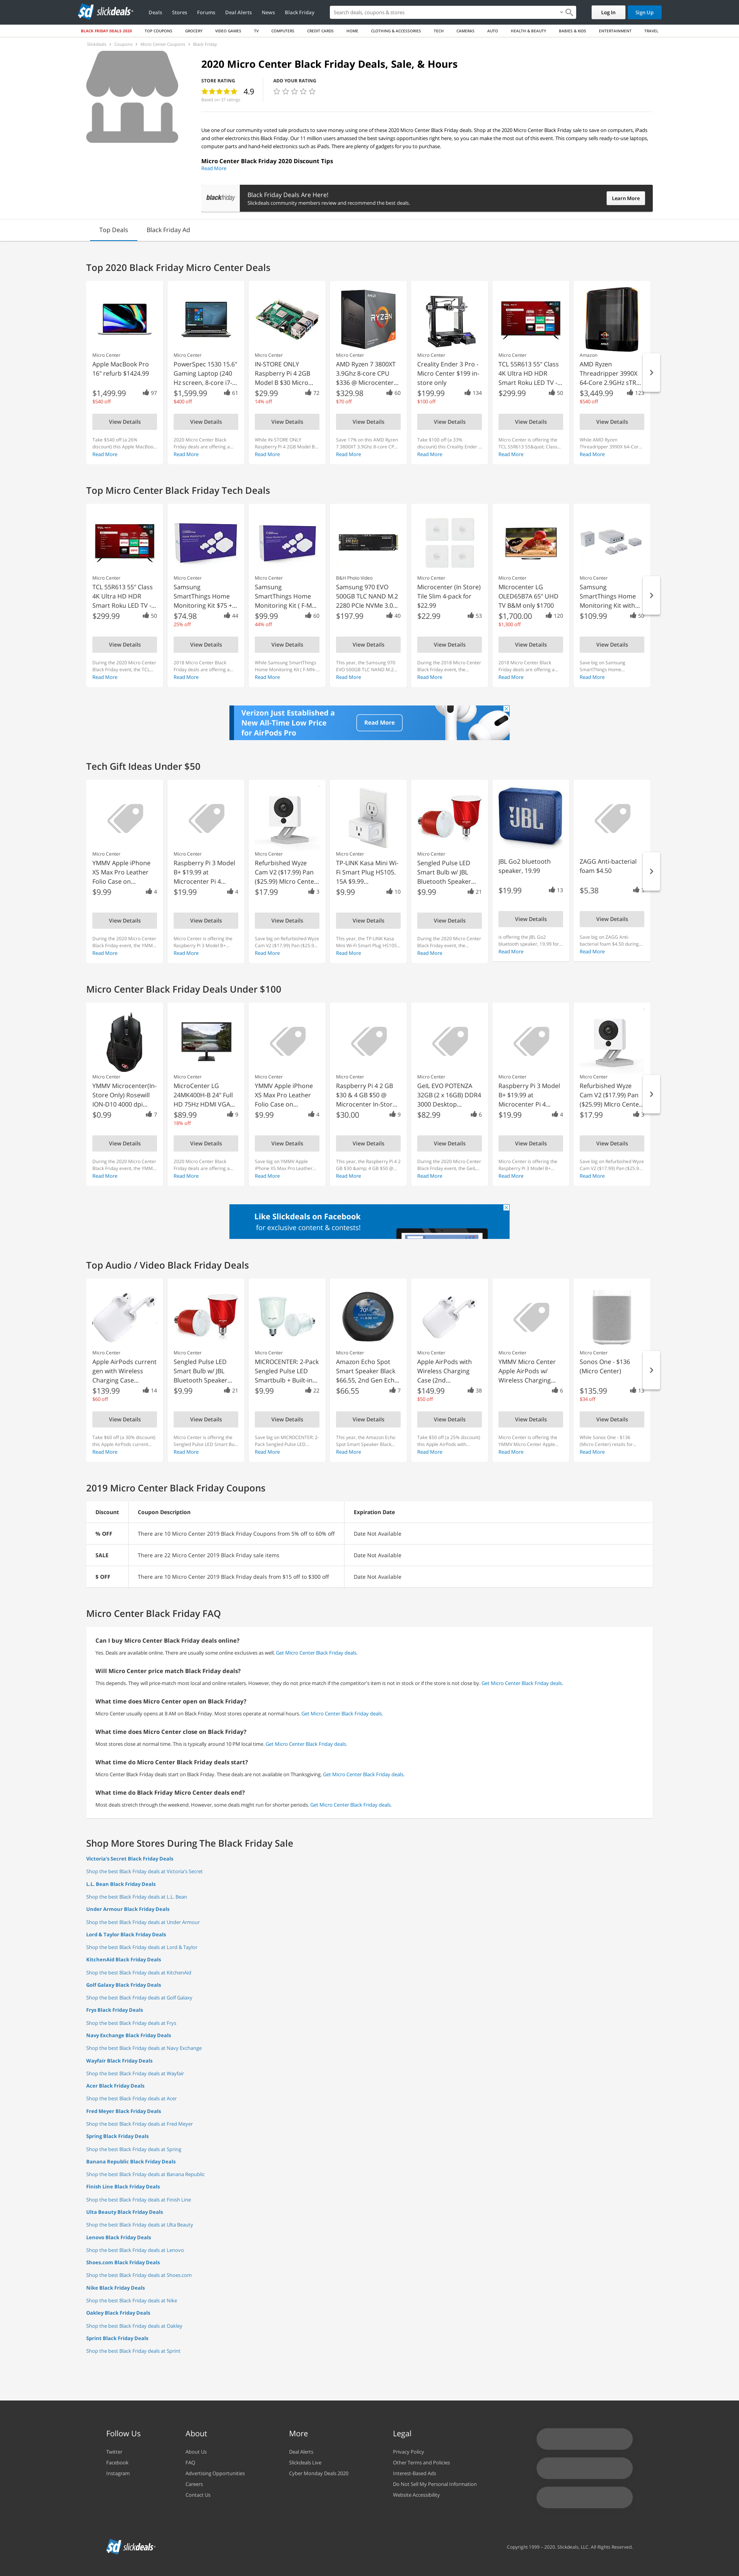 sd slickdeals
Deals Stores Forums Deal Alerts News Black Friday
Search deals, coupons & stores
Log In Sign Up
BLACK FRIDAY DEALS 2020 TOP COUPONS GROCERY VIDEO GAMES TV COMPUTERS CREDIT CARDS HOME CLOTHING & ACCESSORIES TECH CAMERAS AUTO HEALTH & BEAUTY BABIES & KIDS ENTERTAINMENT TRAVEL
Slickdeals > Coupons > Micro Center Coupons > Black Friday
2020 Micro Center Black Friday Deals, Sale, & Hours
STORE RATING ADD YOUR RATING
4.9
Based on 37 ratings
Use one of our community voted sale products to save money using one of these 2020 Micro Center Black Friday deals. Shop at the 2020 Micro Center Black Friday sale to save on computers, iPads
and other electronics this Black Friday. Our 11 million users amassed the best savings opportunities right here, so you can make the most out of this event. This company sells ready-to-use computers,
computer parts and hand-held electronics such as iPads. There are plenty of gadgets for you to purchase.
Micro Center Black Friday 2020 Discount Tips
Read More
blackfriday
Black Friday Deals Are Here!
Slickdeals community members review and recommend the best deals.
Learn More
Top Deals Black Friday Ad
Top 2020 Black Friday Micro Center Deals
Micro Center
Apple MacBook Pro
16" refurb $1424.99
$1,499.99 97
$540 off
View Details
Take $540 off (a 26%
discount) this Apple MacBoo...
Read More
Micro Center
PowerSpec 1530 15.6"
Gaming Laptop (240
Hz screen, 8-core i7-...
$1,599.99 61
$400 off
View Details
2020 Micro Center Black
Friday deals are offering a...
Read More
Micro Center
IN-STORE ONLY
Raspberry Pi 4 2GB
Model B $30 Micro...
$29.99 72
14% off
View Details
While IN-STORE ONLY
Raspberry Pi 4 2GB Model B...
Read More
Micro Center
AMD Ryzen 7 3800XT
3.9Ghz 8-core CPU
$336 @ Microcenter...
$329.98 60
$70 off
View Details
Save 17% on this AMD Ryzen
7 3800XT 3.9Ghz 8-core CP...
Read More
Micro Center
Creality Ender 3 Pro -
Micro Center $199 in-
store only
$199.99 134
$100 off
View Details
Take $100 off (a 33%
discount) this Creality Ender ...
Read More
Micro Center
TCL 55R613 55" Class
4K Ultra HD HDR
Smart Roku LED TV -...
$299.99 50
View Details
Micro Center is offering the
TCL 55R613 55&quot; Class...
Read More
Amazon
AMD Ryzen
Threadripper 3990X
64-Core 2.9GHz sTR...
$3,449.99 123
$540 off
View Details
While AMD Ryzen
Threadripper 3990X 64-Cor...
Read More
Top Micro Center Black Friday Tech Deals
Micro Center
TCL 55R613 55" Class
4K Ultra HD HDR
Smart Roku LED TV -...
$299.99 50
View Details
During the 2020 Micro Center
Black Friday event, the TCL...
Read More
Micro Center
Samsung
SmartThings Home
Monitoring Kit $75 +...
$74.98 44
25% off
View Details
2018 Micro Center Black
Friday deals are offering a...
Read More
Micro Center
Samsung
SmartThings Home
Monitoring Kit ( F-M...
$99.99 60
44% off
View Details
While Samsung SmartThings
Home Monitoring Kit ( F-MN-...
Read More
B&H Photo Video
Samsung 970 EVO
500GB TLC NAND M.2
2280 PCIe NVMe 3.0...
$197.99 40
View Details
This year, the Samsung 970
EVO 500GB TLC NAND M.2...
Read More
Micro Center
Microcenter (In Store)
Tile Slim 4-pack for
$22.99
$22.99 53
View Details
During the 2018 Micro Center
Black Friday event, the...
Read More
Micro Center
Microcenter LG
OLED65B7A 65" UHD
TV B&M only $1700
$1,700.00 120
$1,300 off
View Details
2018 Micro Center Black
Friday deals are offering a...
Read More
Micro Center
Samsung
SmartThings Home
Monitoring Kit with...
$109.99 50
View Details
Save big on Samsung
SmartThings Home...
Read More
Verizon Just Established a
New All-Time Low Price
for AirPods Pro
Read More
Tech Gift Ideas Under $50
Micro Center
YMMV Apple iPhone
XS Max Pro Leather
Folio Case on...
$9.99 4
View Details
During the 2020 Micro Center
Black Friday event, the YMM...
Read More
Micro Center
Raspberry Pi 3 Model
B+ $19.99 at
Microcenter Pi 4...
$19.99 4
View Details
Micro Center is offering the
Raspberry Pi 3 Model B+...
Read More
Micro Center
Refurbished Wyze
Cam V2 ($17.99) Pan
($25.99) Micro Cente...
$17.99 3
View Details
Save big on Refurbished Wyze
Cam V2 ($17.99) Pan ($25.9...
Read More
Micro Center
TP-LINK Kasa Mini Wi-
Fi Smart Plug HS105.
15A $9.99...
$9.99 10
View Details
This year, the TP-LINK Kasa
Mini Wi-Fi Smart Plug HS105...
Read More
Micro Center
Sengled Pulse LED
Smart Bulb w/ JBL
Bluetooth Speaker...
$9.99 21
View Details
During the 2020 Micro Center
Black Friday event, the...
Read More
JBL
JBL Go2 bluetooth
speaker, 19.99
$19.99 13
View Details
is offering the JBL Go2
bluetooth speaker, 19.99 for...
Read More
ZAGG Anti-bacterial
foam $4.50
$5.38
View Details
Save big on ZAGG Anti-
bacterial foam $4.50 during...
Read More
Micro Center Black Friday Deals Under $100
Micro Center
YMMV Microcenter(In-
Store Only) Rosewill
ION-D10 4000 dpi...
$0.99 7
View Details
During the 2020 Micro Center
Black Friday event, the YMM...
Read More
Micro Center
MicroCenter LG
24MK400H-B 24" Full
HD 75Hz HDMI VGA...
$89.99 9
18% off
View Details
2020 Micro Center Black
Friday deals are offering a...
Read More
Micro Center
YMMV Apple iPhone
XS Max Pro Leather
Folio Case on...
$9.99 4
View Details
Save big on YMMV Apple
iPhone XS Max Pro Leather...
Read More
Micro Center
Raspberry Pi 4 2 GB
$30 & 4 GB $50 @
Microcenter In-Stor...
$30.00 9
View Details
This year, the Raspberry Pi 4 2
GB $30 &amp; 4 GB $50 @...
Read More
Micro Center
GeIL EVO POTENZA
32GB (2 x 16GB) DDR4
3000 Desktop...
$82.99 6
View Details
During the 2020 Micro Center
Black Friday event, the GeIL...
Read More
Micro Center
Raspberry Pi 3 Model
B+ $19.99 at
Microcenter Pi 4...
$19.99 4
View Details
Micro Center is offering the
Raspberry Pi 3 Model B+...
Read More
Micro Center
Refurbished Wyze
Cam V2 ($17.99) Pan
($25.99) Micro Cente...
$17.99 3
View Details
Save big on Refurbished Wyze
Cam V2 ($17.99) Pan ($25.9...
Read More
Like Slickdeals on Facebook
for exclusive content & contests!
Top Audio / Video Black Friday Deals
Micro Center
Apple AirPods current
gen with Wireless
Charging Case...
$139.99 14
$60 off
View Details
Take $60 off (a 30% discount)
this Apple AirPods current...
Read More
Micro Center
Sengled Pulse LED
Smart Bulb w/ JBL
Bluetooth Speaker...
$9.99 21
View Details
Micro Center is offering the
Sengled Pulse LED Smart Bu...
Read More
Micro Center
MICROCENTER: 2-Pack
Sengled Pulse LED
Smartbulb + Built-in...
$9.99 22
View Details
Save big on MICROCENTER: 2-
Pack Sengled Pulse LED...
Read More
Micro Center
Amazon Echo Spot
Smart Speaker Black
$66.55, 2nd Gen Ech...
$66.55 7
View Details
This year, the Amazon Echo
Spot Smart Speaker Black...
Read More
Micro Center
Apple AirPods with
Wireless Charging
Case (2nd...
$149.99 38
$50 off
View Details
Take $50 off (a 25% discount)
this Apple AirPods with...
Read More
Micro Center
YMMV Micro Center
Apple AirPods w/
Wireless Charging...
6
View Details
Micro Center is offering the
YMMV Micro Center Apple...
Read More
Micro Center
Sonos One - $136
(Micro Center)
$135.99 13
$34 off
View Details
While Sonos One - $136
(Micro Center) retails for...
Read More
2019 Micro Center Black Friday Coupons
Discount Coupon Description Expiration Date
% OFF There are 10 Micro Center 2019 Black Friday Coupons from 5% off to 60% off Date Not Available
SALE There are 22 Micro Center 2019 Black Friday sale items Date Not Available
$ OFF There are 10 Micro Center 2019 Black Friday deals from $15 off to $300 off Date Not Available
Micro Center Black Friday FAQ
Can I buy Micro Center Black Friday deals online?
Yes. Deals are available online. There are usually some online exclusives as well. Get Micro Center Black Friday deals.
Will Micro Center price match Black Friday deals?
This depends. They will price-match most local and online retailers. However, they do not price match if the competitor's item is not in stock or if the store is not close by. Get Micro Center Black Friday deals.
What time does Micro Center open on Black Friday?
Micro Center usually opens at 8 AM on Black Friday. Most stores operate at normal hours. Get Micro Center Black Friday deals.
What time does Micro Center close on Black Friday?
Most stores close at normal time. This is typically around 10 PM local time. Get Micro Center Black Friday deals.
What time do Micro Center Black Friday deals start?
Micro Center Black Friday deals start on Black Friday. These deals are not available on Thanksgiving. Get Micro Center Black Friday deals.
What time do Black Friday Micro Center deals end?
Most deals stretch through the weekend. However, some deals might run for shorter periods. Get Micro Center Black Friday deals.
Shop More Stores During The Black Friday Sale
Victoria's Secret Black Friday Deals
Shop the best Black Friday deals at Victoria's Secret
L.L. Bean Black Friday Deals
Shop the best Black Friday deals at L.L. Bean
Under Armour Black Friday Deals
Shop the best Black Friday deals at Under Armour
Lord & Taylor Black Friday Deals
Shop the best Black Friday deals at Lord & Taylor
KitchenAid Black Friday Deals
Shop the best Black Friday deals at KitchenAid
Golf Galaxy Black Friday Deals
Shop the best Black Friday deals at Golf Galaxy
Frys Black Friday Deals
Shop the best Black Friday deals at Frys
Navy Exchange Black Friday Deals
Shop the best Black Friday deals at Navy Exchange
Wayfair Black Friday Deals
Shop the best Black Friday deals at Wayfair
Acer Black Friday Deals
Shop the best Black Friday deals at Acer
Fred Meyer Black Friday Deals
Shop the best Black Friday deals at Fred Meyer
Spring Black Friday Deals
Shop the best Black Friday deals at Spring
Banana Republic Black Friday Deals
Shop the best Black Friday deals at Banana Republic
Finish Line Black Friday Deals
Shop the best Black Friday deals at Finish Line
Ulta Beauty Black Friday Deals
Shop the best Black Friday deals at Ulta Beauty
Lenovo Black Friday Deals
Shop the best Black Friday deals at Lenovo
Shoes.com Black Friday Deals
Shop the best Black Friday deals at Shoes.com
Nike Black Friday Deals
Shop the best Black Friday deals at Nike
Oakley Black Friday Deals
Shop the best Black Friday deals at Oakley
Sprint Black Friday Deals
Shop the best Black Friday deals at Sprint
Follow Us
Twitter
Facebook
Instagram
About
About Us
FAQ
Advertising Opportunities
Careers
Contact Us
More
Deal Alerts
Slickdeals Live
Cyber Monday Deals 2020
Legal
Privacy Policy
Other Terms and Policies
Interest-Based Ads
Do Not Sell My Personal Information
Website Accessibility
sd slickdeals
Copyright 1999 - 2020. Slickdeals, LLC. All Rights Reserved.